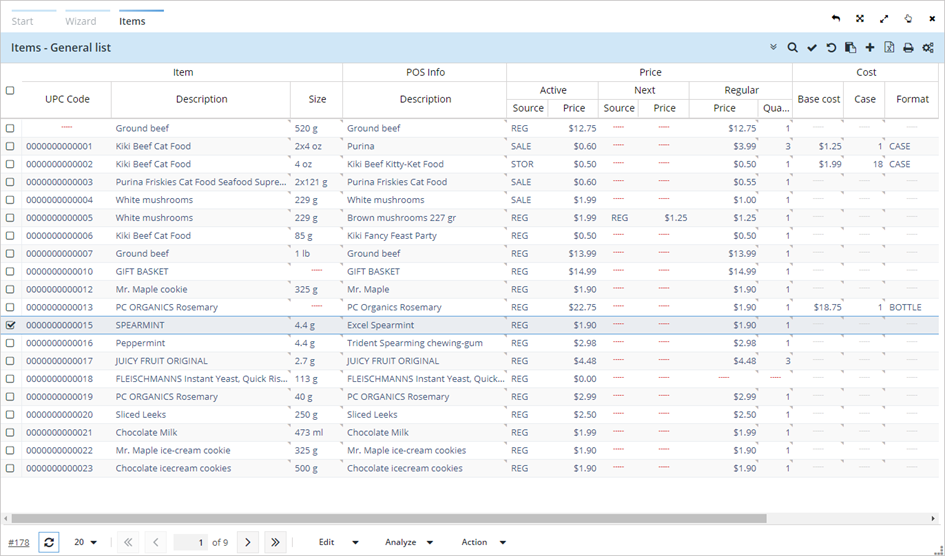 Start Wizard Items
Items - General list
Item POS Info Price Cost
Active Next Regular
UPC Code Description Size Description Source Price Source Price Price Qua... Base cost Case Format
----- Ground beef 520 g Ground beef REG $12.75 ----- ----- $12.75 1 ----- ----- -----
0000000000001 Kiki Beef Cat Food 2x4 oz Purina SALE $0.60 ----- ----- $3.99 3 $1.25 1 CASE
0000000000002 Kiki Beef Cat Food 4 oz Kiki Beef Kitty-Ket Food STOR $0.50 ----- ----- $0.50 1 $1.99 18 CASE
0000000000003 Purina Friskies Cat Food Seafood Supre... 2x121 g Purina Friskies Cat Food SALE $0.60 ----- ----- $0.55 1 ----- ----- -----
0000000000004 White mushrooms 229 g White mushrooms SALE $1.99 ----- ----- $1.00 1 ----- ----- -----
0000000000005 White mushrooms 229 g Brown mushrooms 227 gr REG $1.99 REG $1.25 $1.25 1 ----- ----- -----
0000000000006 Kiki Beef Cat Food 85 g Kiki Fancy Feast Party REG $0.50 ----- ----- $0.50 1 ----- ----- -----
0000000000007 Ground beef 1 lb Ground beef REG $13.99 ----- ----- $13.99 1 ----- ----- -----
0000000000010 GIFT BASKET ----- GIFT BASKET REG $14.99 ----- ----- $14.99 1 ----- ----- -----
0000000000012 Mr. Maple cookie 325 g Mr. Maple REG $1.90 ----- ----- $1.90 1 ----- ----- -----
0000000000013 PC ORGANICS Rosemary ----- PC Organics Rosemary REG $22.75 ----- ----- $1.90 1 $18.75 1 BOTTLE
0000000000015 SPEARMINT 4.4 g Excel Spearmint REG $1.90 ----- ----- $1.90 1 ----- ----- -----
0000000000016 Peppermint 4.4 g Trident Spearming chewing-gum REG $2.98 ----- ----- $2.98 1 ----- ----- -----
0000000000017 JUICY FRUIT ORIGINAL 2.7 g JUICY FRUIT ORIGINAL REG $4.48 ----- ----- $4.48 3 ----- ----- -----
0000000000018 FLEISCHMANNS Instant Yeast, Quick Ris... 113 g FLEISCHMANNS Instant Yeast, Quick... REG $0.00 ----- ----- ----- ----- ----- ----- -----
0000000000019 PC ORGANICS Rosemary 40 g PC ORGANICS Rosemary REG $2.99 ----- ----- $2.99 1 ----- ----- -----
0000000000020 Sliced Leeks 250 g Sliced Leeks REG $2.50 ----- ----- $2.50 1 ----- ----- -----
0000000000021 Chocolate Milk 473 ml Chocolate Milk REG $1.99 ----- ----- $1.99 1 ----- ----- -----
0000000000022 Mr. Maple ice-cream cookie 325 g Mr. Maple ice-cream cookies REG $1.90 ----- ----- $1.90 1 ----- ----- -----
0000000000023 Chocolate icecream cookies 500 g Chocolate icecream cookies REG $1.90 ----- ----- $1.90 1 ----- ----- -----
#178 20 1 of 9 Edit Analyze Action